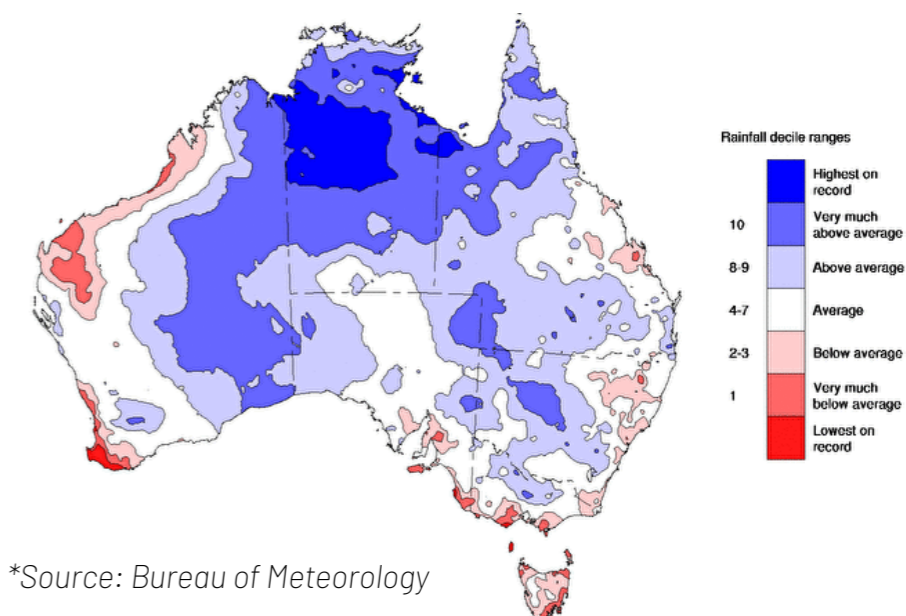 Rainfall decile ranges
Highest on
record
10
Very much
above average
8-9
Above average
4-7
Average
2-3
Below average
1
Very much
below average
Lowest on
record
*Source: Bureau of Meteorology